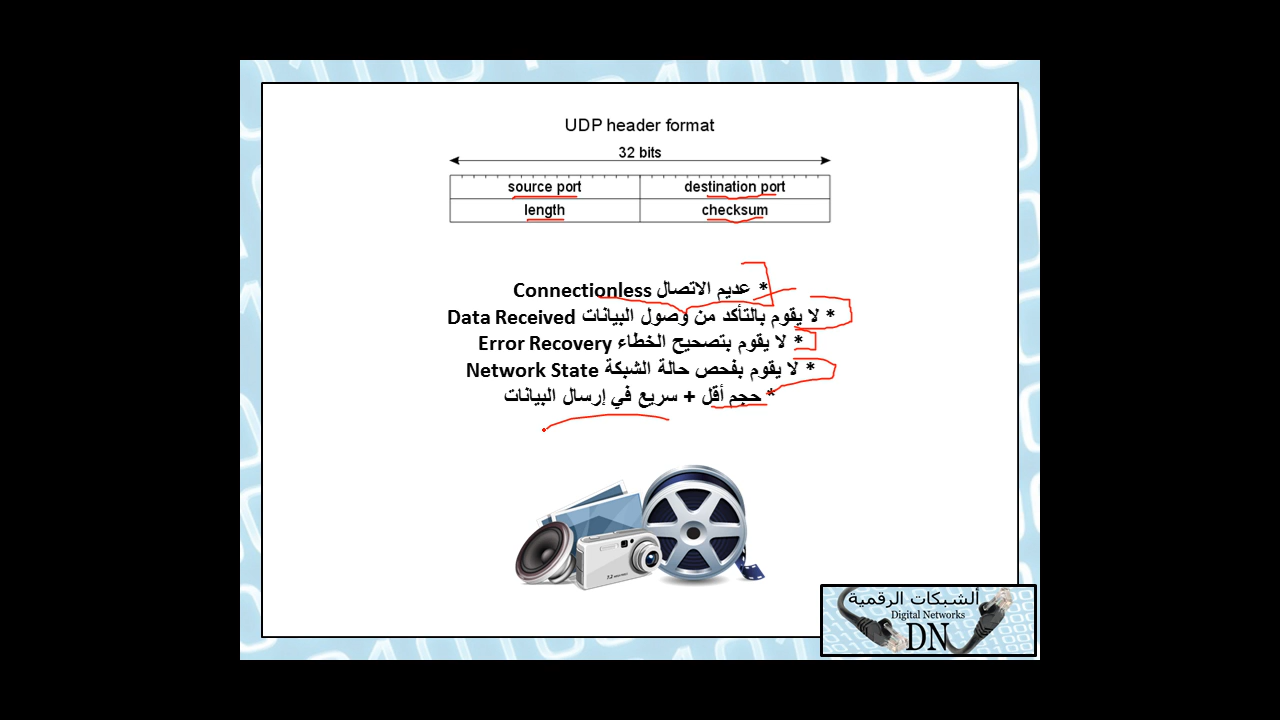 UDP header format
32 bits
source port destination port
length checksum
* عديم الاتصال Connectionless
* لا يقوم بالتأكد من وصول البيانات Data Received
* لا يقوم بتصحيح الخطاء Error Recovery
* لا يقوم بفحص حالة الشبكة Network State
* حجم أقل + سريع في إرسال البيانات
ألشبكات الرقمية
Digital Networks
DN